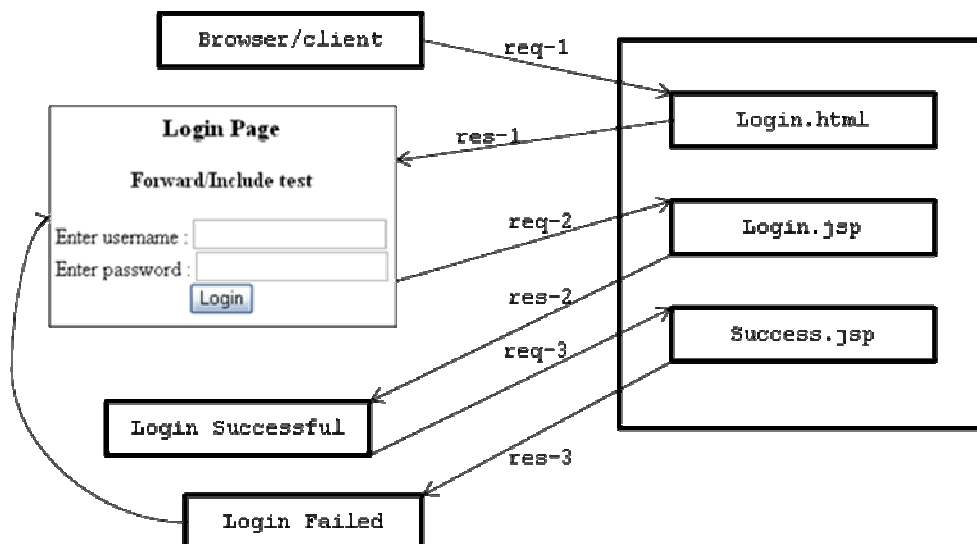 Browser/client
req-1
Login.html
Login Page
res-1
Forward/Include test
req-2
Login.jsp
Enter username :
Enter password :
Login
res-2
Success.jsp
req-3
Login Successful
res-3
Login Failed